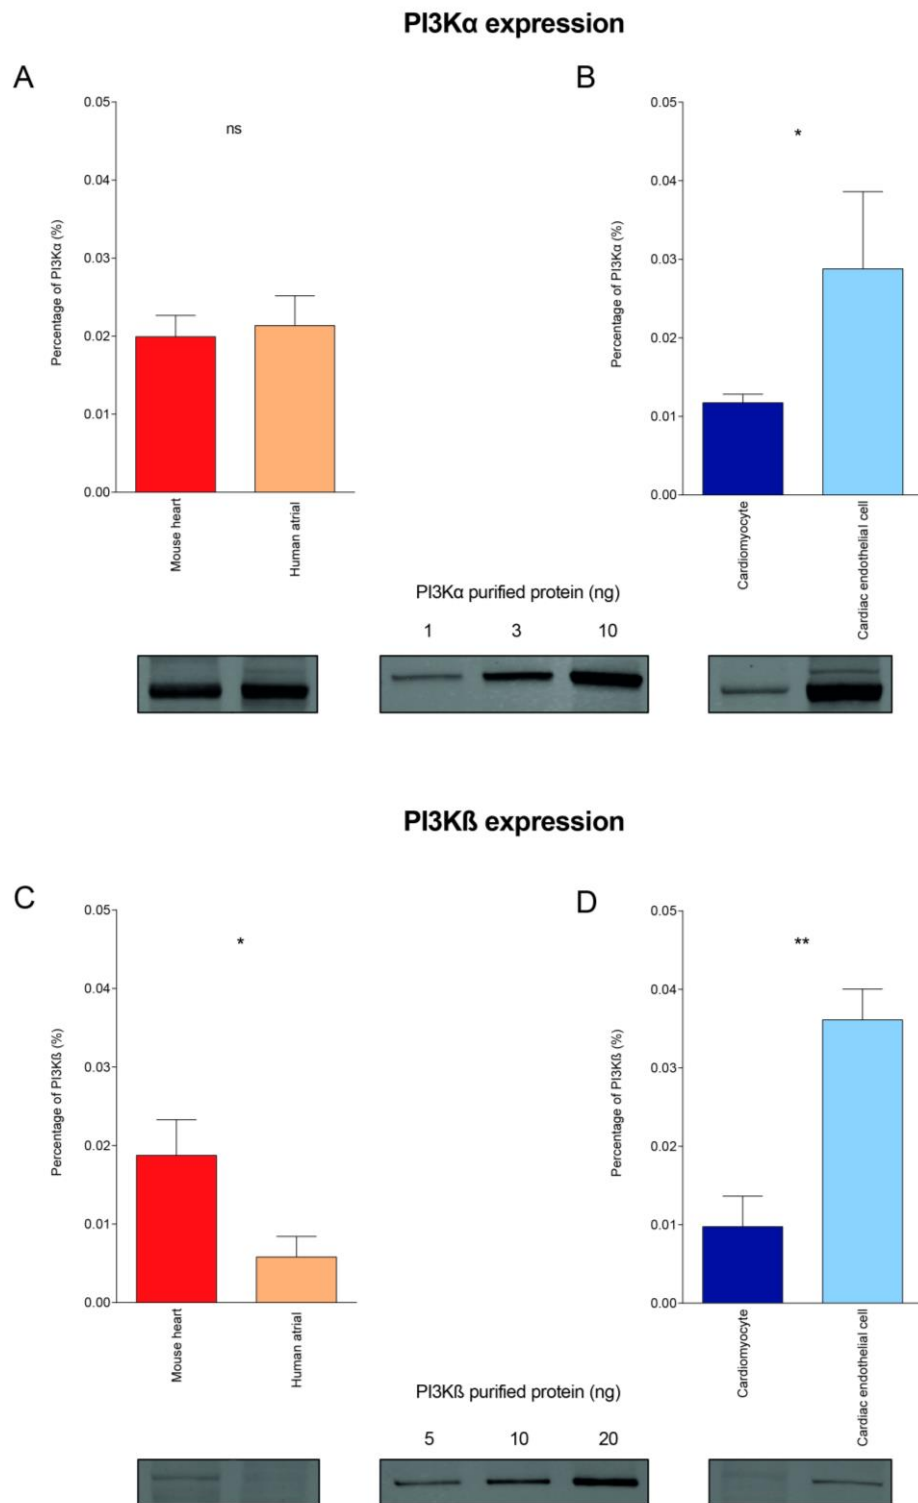 PI3Kα expression
A
0.05
0.04
0.03
0.02
0.01
0.00
Percentage of PI3Kα (%)
ns
Mouse heart
Human atrial
B
0.05
0.04
0.03
0.02
0.01
0.00
Percentage of PI3Kα (%)
*
Cardiomyocyte
Cardiac endothelial cell
PI3Kα purified protein (ng)
1 3 10
PI3Kß expression
C
0.05
0.04
0.03
0.02
0.01
0.00
Percentage of PI3Kß (%)
*
Mouse heart
Human atrial
D
0.05
0.04
0.03
0.02
0.01
0.00
Percentage of PI3Kß (%)
**
Cardiomyocyte
Cardiac endothelial cell
PI3Kß purified protein (ng)
5 10 20